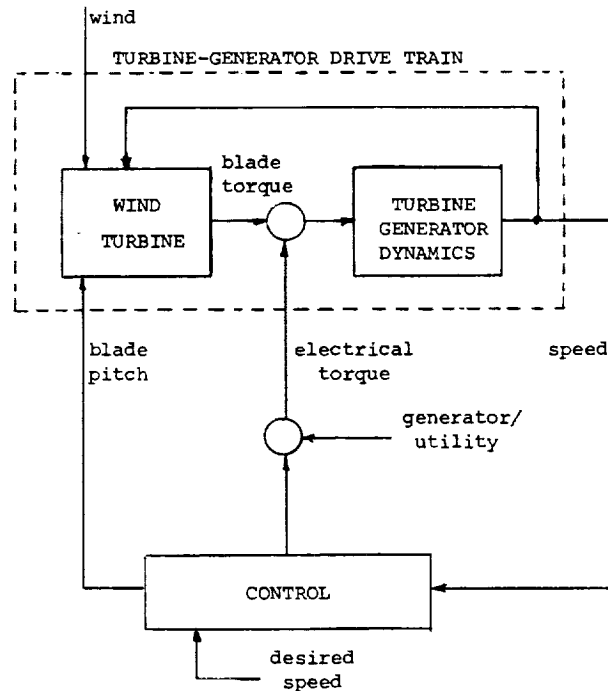 wind
TURBINE-GENERATOR DRIVE TRAIN
blade
torque
WIND
TURBINE
TURBINE
GENERATOR
DYNAMICS
blade
pitch
electrical
torque
speed
generator/
utility
CONTROL
desired
speed